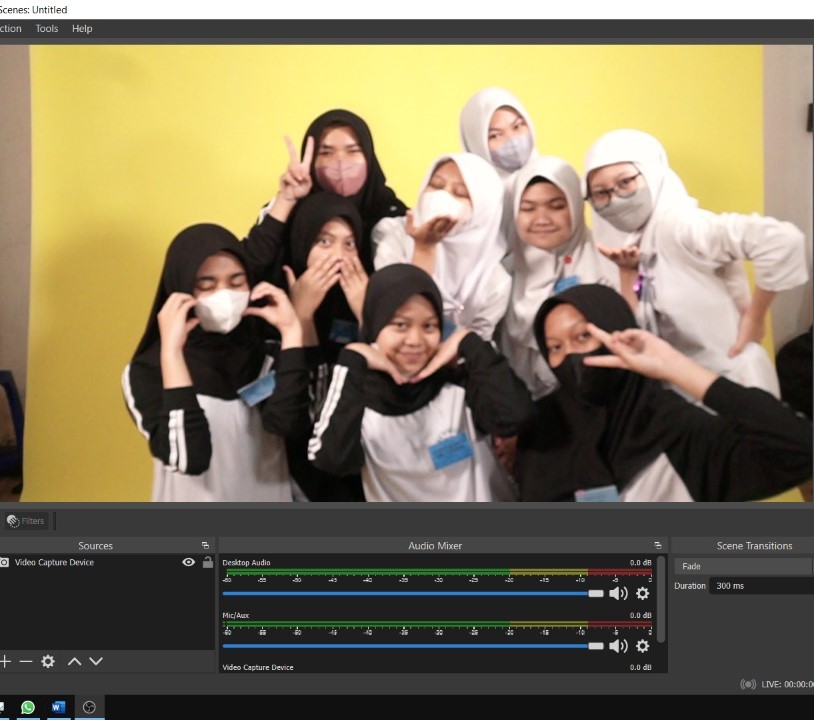 Scenes: Untitled
ction Tools Help
Filters
Sources
Video Capture Device
Audio Mixer
Desktop Audio 0.0 dB
-60 -55 -50 -45 -40 -35 -30 -25 -20 -15 -10 -5 0
Mic/Aux 0.0 dB
-60 -55 -50 -45 -40 -35 -30 -25 -20 -15 -10 -5 0
Video Capture Device 0.0 dB
Scene Transitions
Fade
Duration 300 ms
LIVE: 00:00:0
W